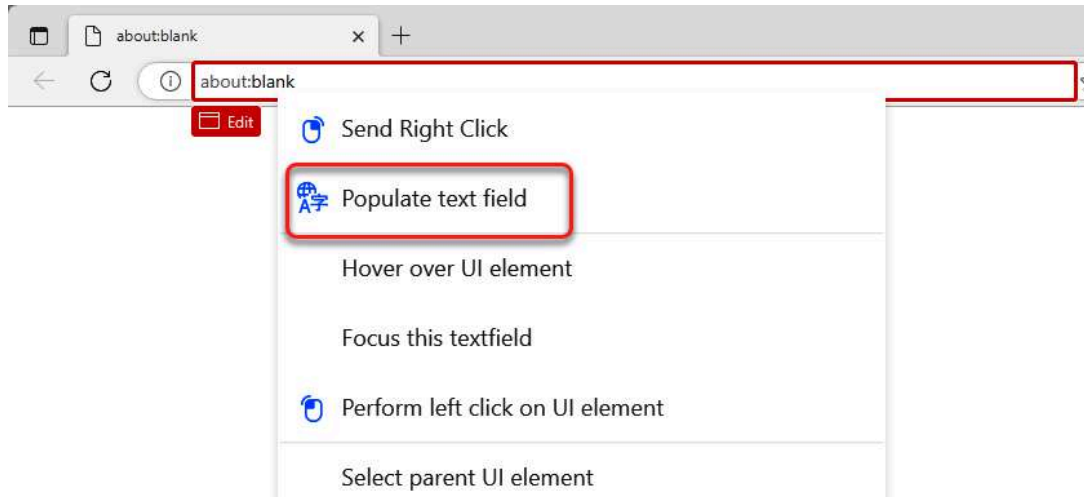 about:blank
about:blank
Edit
Send Right Click
Populate text field
Hover over UI element
Focus this textfield
Perform left click on UI element
Select parent UI element